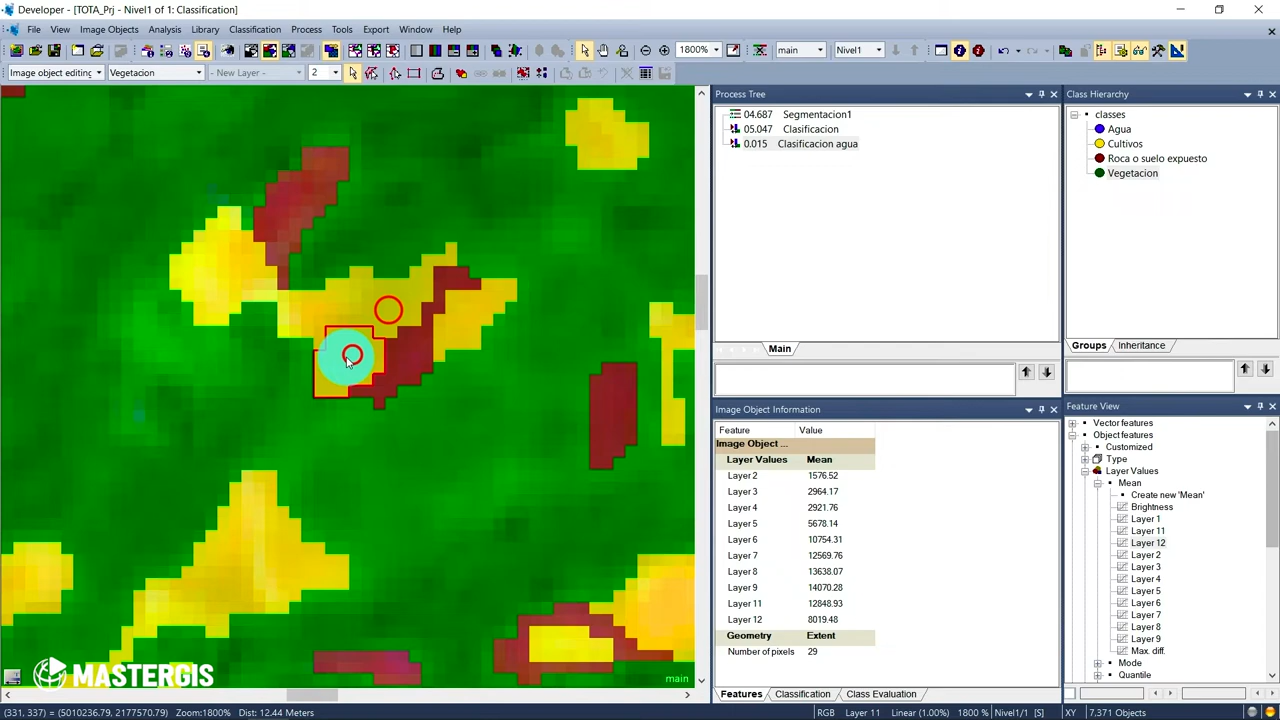 Developer - [TOTA_Prj - Nivel1 of 1: Classification]
File View Image Objects Analysis Library Classification Process Tools Export Window Help
1800% main Nivel1
Image object editing Vegetacion - New Layer - 2
Process Tree
04.687 Segmentacion1
05.047 Clasificacion
0.015 Clasificacion agua
Main
Class Hierarchy
classes
Agua
Cultivos
Roca o suelo expuesto
Vegetacion
Groups Inheritance
Image Object Information
Feature Value
Image Object ...
Layer Values Mean
Layer 2 1576.52
Layer 3 2964.17
Layer 4 2921.76
Layer 5 5678.14
Layer 6 10754.31
Layer 7 12569.76
Layer 8 13638.07
Layer 9 14070.28
Layer 11 12848.93
Layer 12 8019.48
Geometry Extent
Number of pixels 29
Features Classification Class Evaluation
Feature View
Vector features
Object features
Customized
Type
Layer Values
Mean
Create new 'Mean'
Brightness
Layer 1
Layer 11
Layer 12
Layer 2
Layer 3
Layer 4
Layer 5
Layer 6
Layer 7
Layer 8
Layer 9
Max. diff.
Mode
Quantile
MASTERGIS
main
(331, 337) = (5010236.79, 2177570.79) Zoom:1800% Dist: 12.44 Meters RGB Layer 11 Linear (1.00%) 1800 % Nivel1/1 [S] XY 7,371 Objects